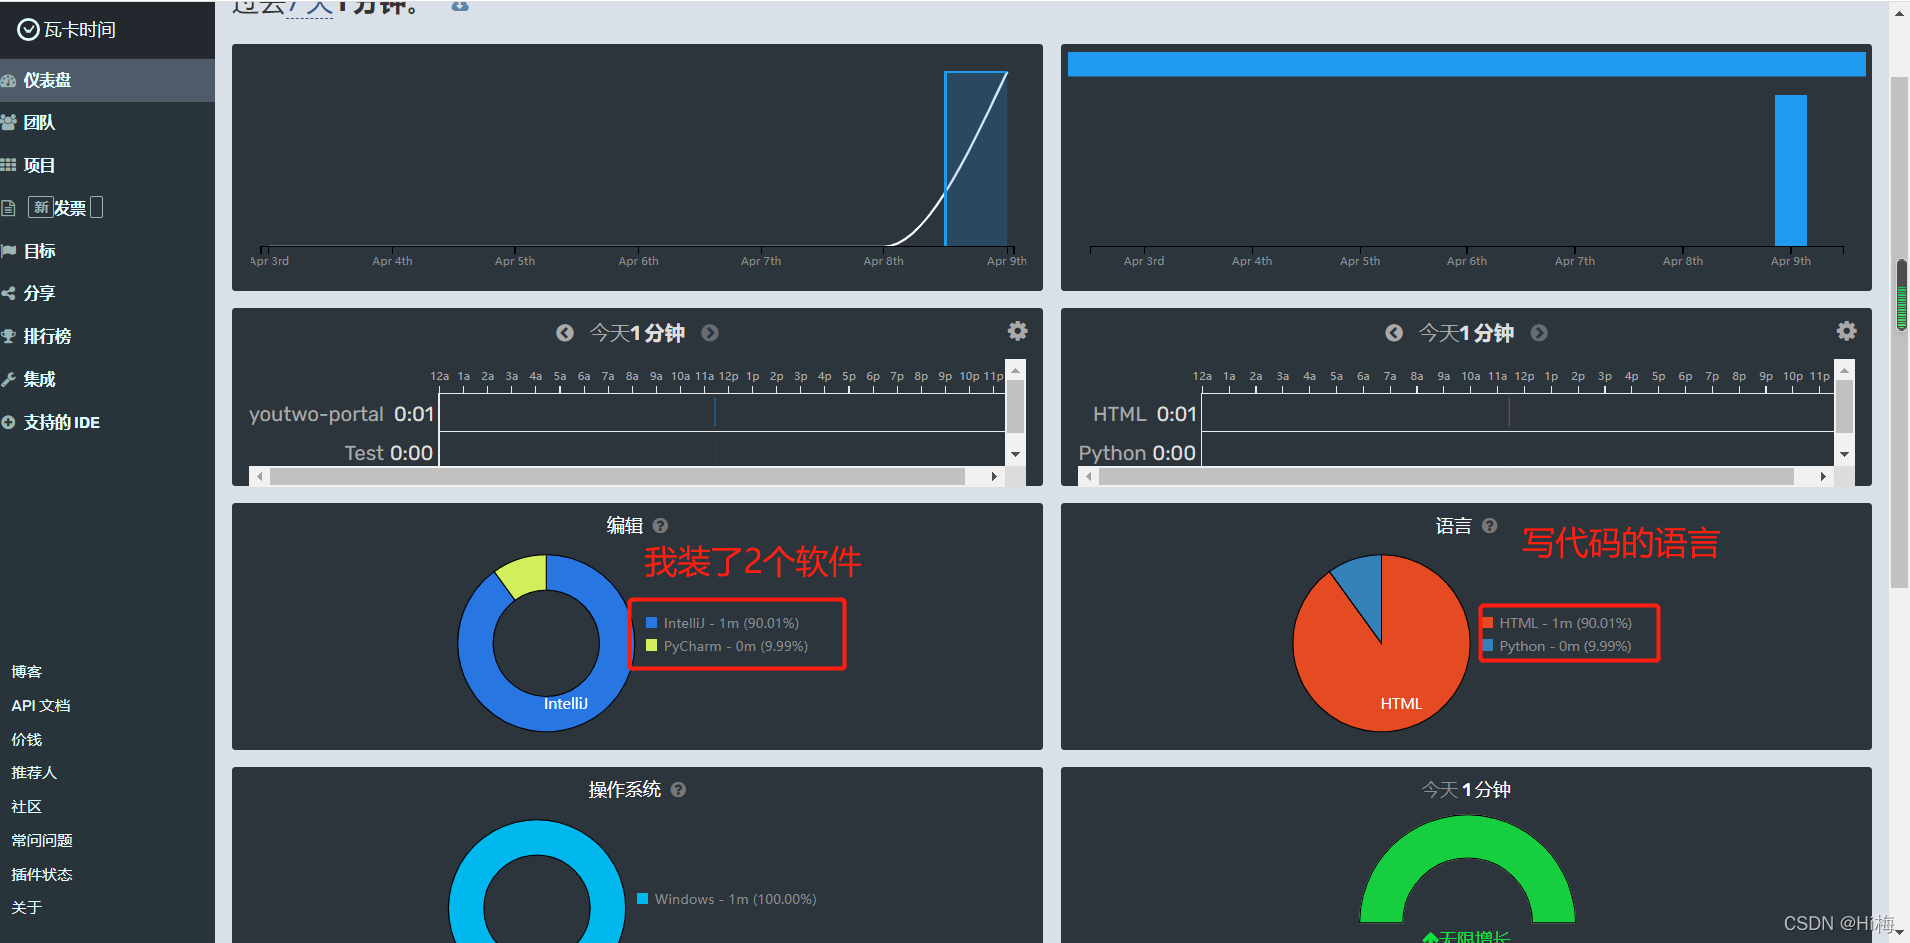 瓦卡时间
仪表盘
团队
项目
新 发票
目标
分享
排行榜
集成
支持的 IDE
博客
API 文档
价钱
推荐人
社区
常问问题
插件状态
关于
过去7 天 1 分钟。
Apr 3rd Apr 4th Apr 5th Apr 6th Apr 7th Apr 8th Apr 9th
Apr 3rd Apr 4th Apr 5th Apr 6th Apr 7th Apr 8th Apr 9th
今天1 分钟
12a 1a 2a 3a 4a 5a 6a 7a 8a 9a 10a 11a 12p 1p 2p 3p 4p 5p 6p 7p 8p 9p 10p 11p
youtwo-portal 0:01
Test 0:00
今天1 分钟
12a 1a 2a 3a 4a 5a 6a 7a 8a 9a 10a 11a 12p 1p 2p 3p 4p 5p 6p 7p 8p 9p 10p 11p
HTML 0:01
Python 0:00
编辑
我装了2个软件
IntelliJ - 1m (90.01%)
PyCharm - 0m (9.99%)
IntelliJ
语言
写代码的语言
HTML - 1m (90.01%)
Python - 0m (9.99%)
HTML
操作系统
Windows - 1m (100.00%)
今天 1 分钟
无限增长
CSDN @Hi梅